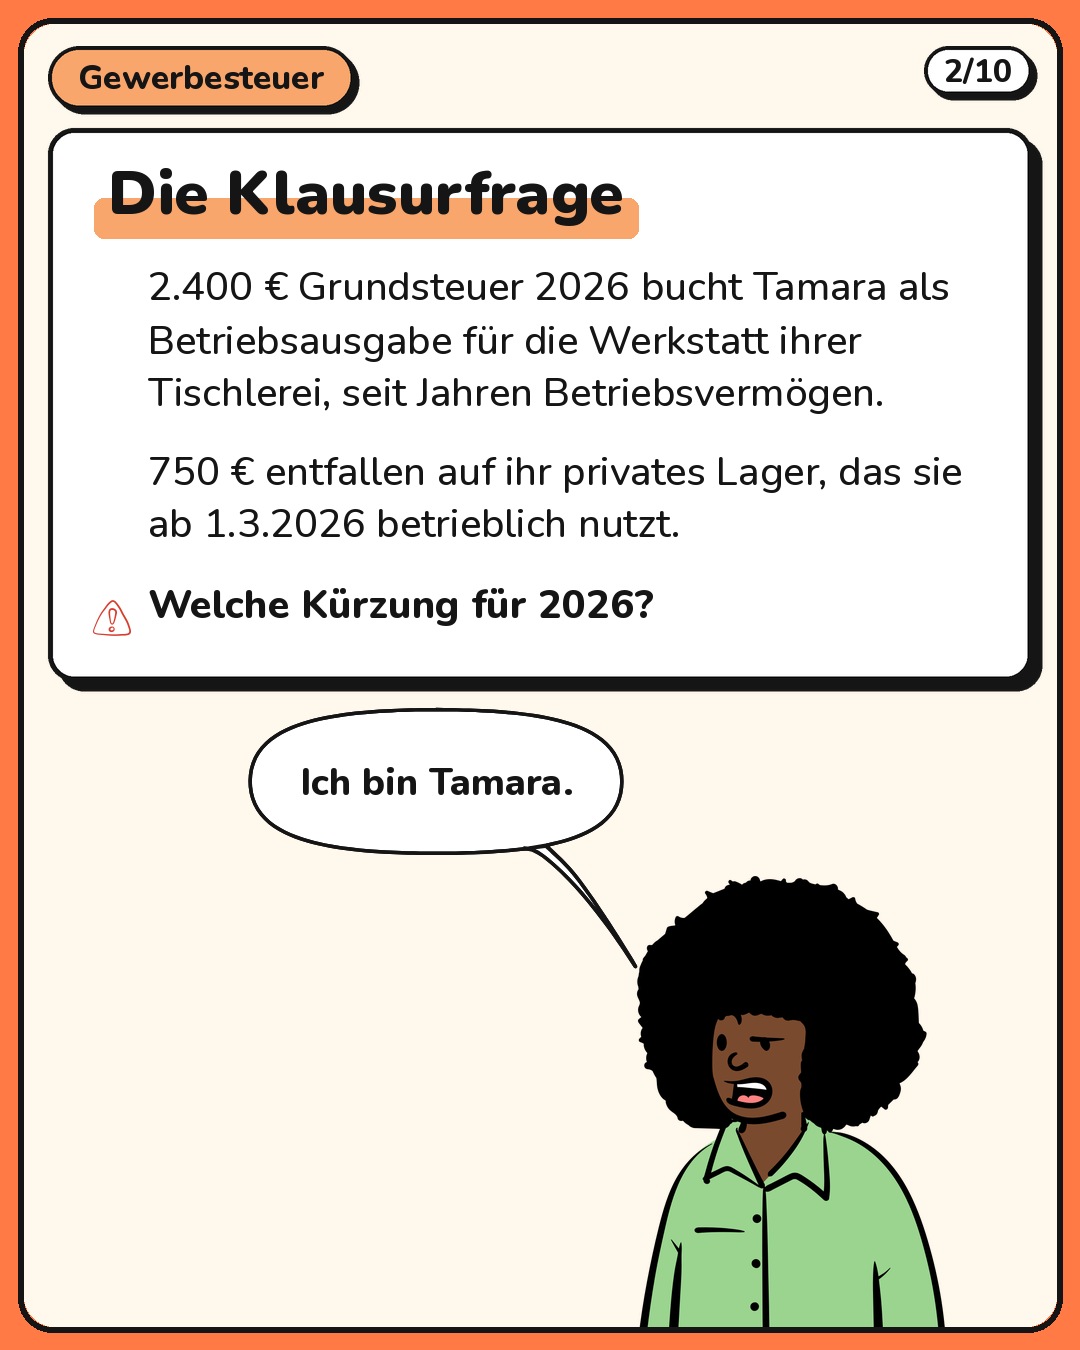 Gewerbesteuer
2/10
Die Klausurfrage
2.400 € Grundsteuer 2026 bucht Tamara als
Betriebsausgabe für die Werkstatt ihrer
Tischlerei, seit Jahren Betriebsvermögen.
750 € entfallen auf ihr privates Lager, das sie
ab 1.3.2026 betrieblich nutzt.
Welche Kürzung für 2026?
Ich bin Tamara.